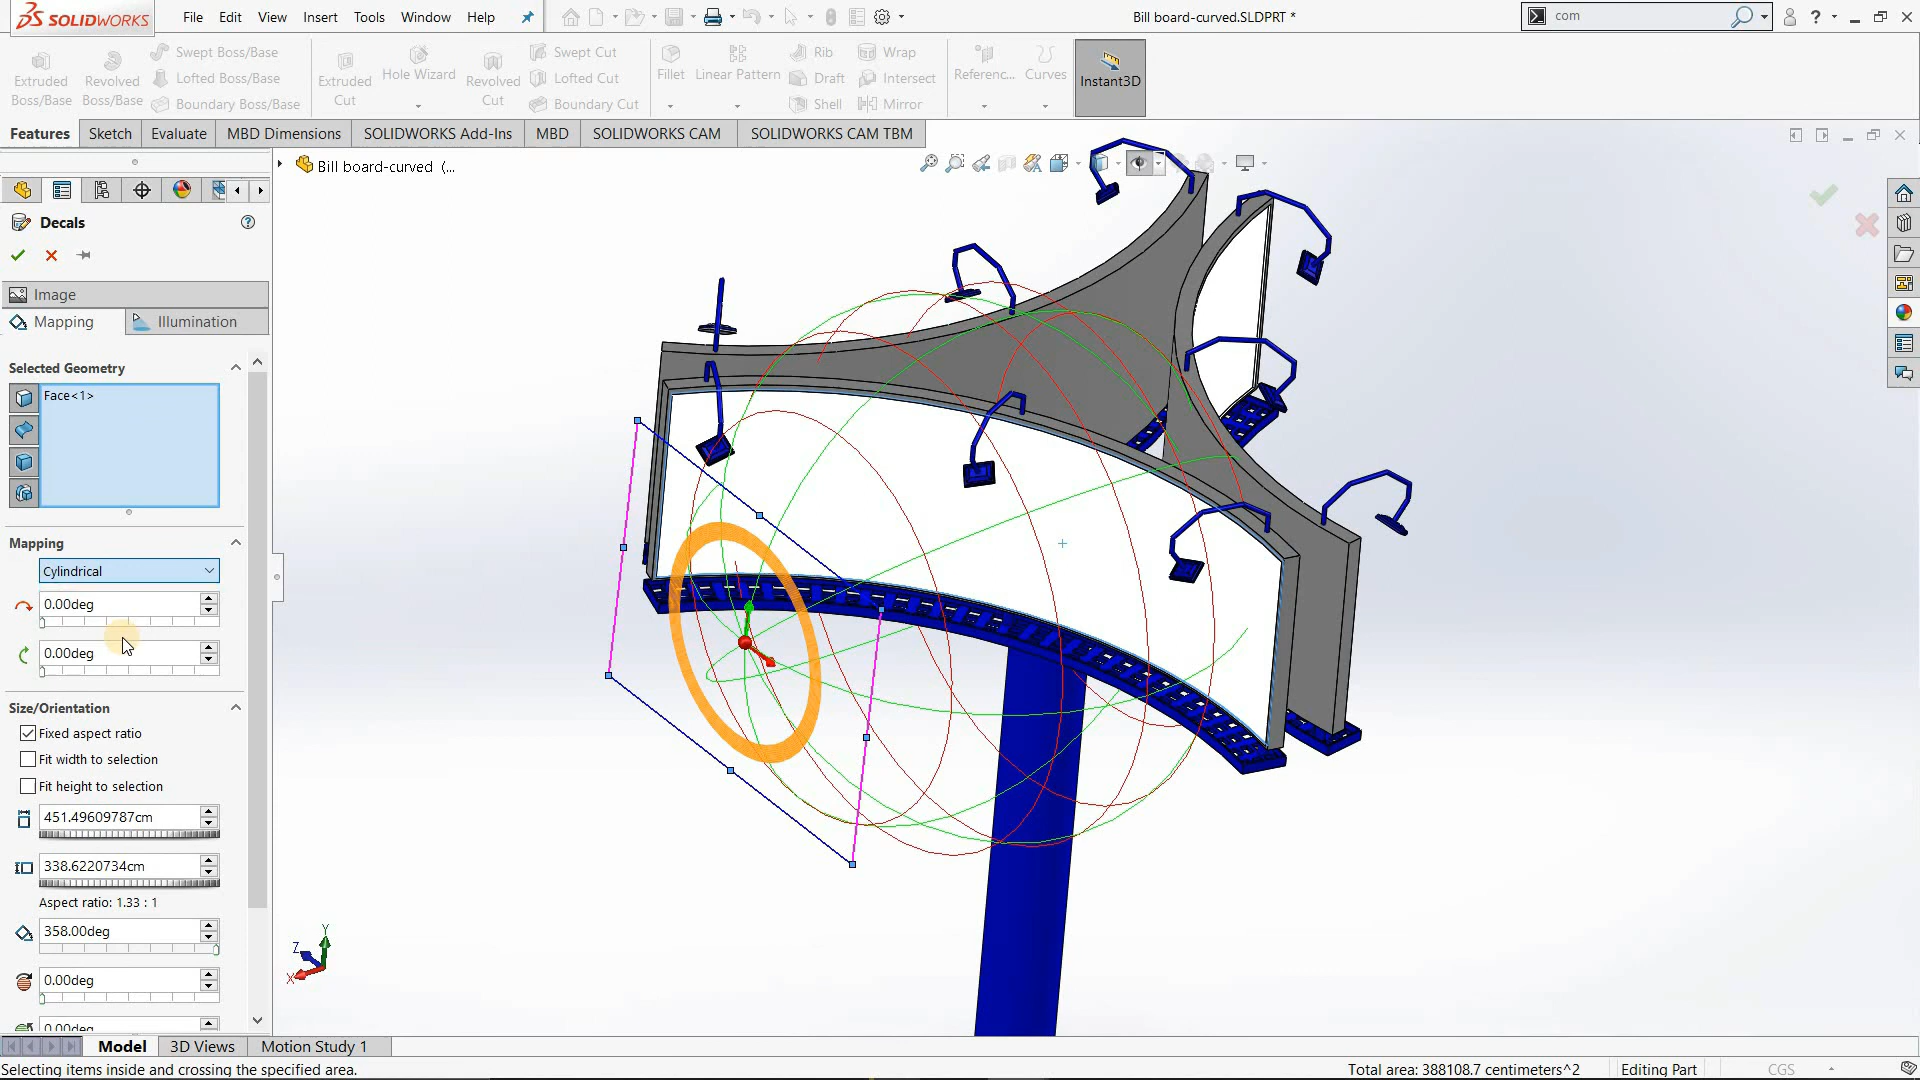 SOLIDWORKS File Edit View Insert Tools Window Help Bill board-curved.SLDPRT * com ?
Extruded Boss/Base
Revolved Boss/Base
Swept Boss/Base
Lofted Boss/Base
Boundary Boss/Base
Extruded Cut
Hole Wizard
Revolved Cut
Swept Cut
Lofted Cut
Boundary Cut
Fillet
Linear Pattern
Rib
Draft
Shell
Wrap
Intersect
Mirror
Referenc...
Curves
Instant3D
Features Sketch Evaluate MBD Dimensions SOLIDWORKS Add-Ins MBD SOLIDWORKS CAM SOLIDWORKS CAM TBM
Bill board-curved (...
Decals ?
Image
Mapping Illumination
Selected Geometry
Face<1>
Mapping
Cylindrical
0.00deg
0.00deg
Size/Orientation
Fixed aspect ratio
Fit width to selection
Fit height to selection
451.49609787cm
338.6220734cm
Aspect ratio: 1.33 : 1
358.00deg
0.00deg
0.00deg
Y
Z
X
Model 3D Views Motion Study 1
Selecting items inside and crossing the specified area. Total area: 388108.7 centimeters^2 Editing Part CGS